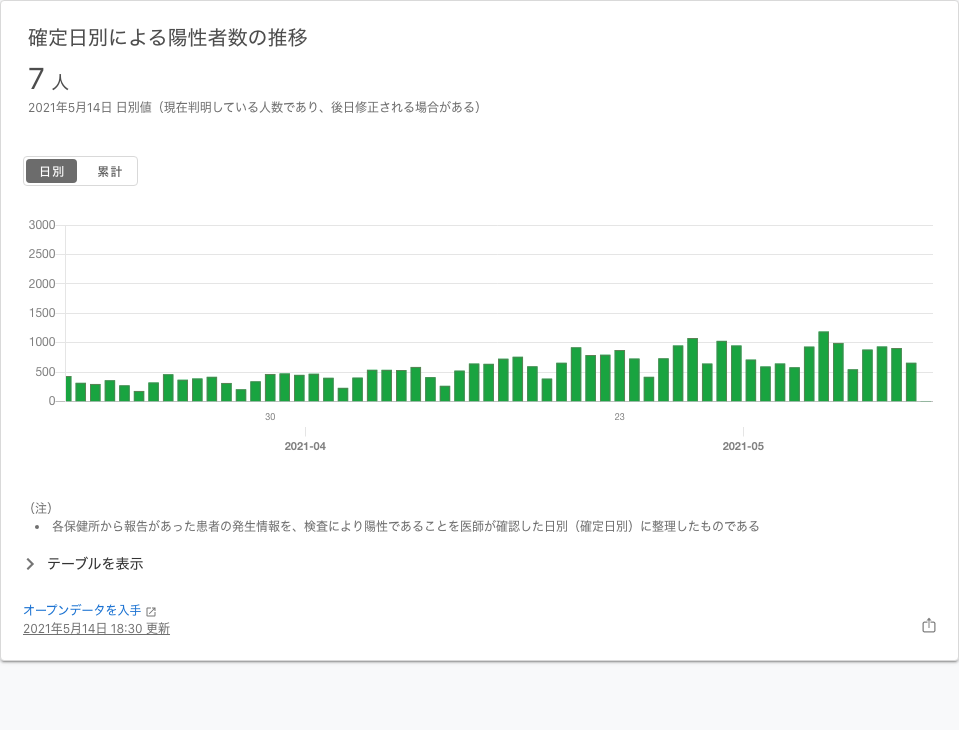 確定日別による陽性者数の推移
7 人
2021年5月14日 日別値（現在判明している人数であり、後日修正される場合がある）
日別 累計
3000
2500
2000
1500
1000
500
0
30 23
2021-04 2021-05
（注）
• 各保健所から報告があった患者の発生情報を、検査により陽性であることを医師が確認した日別（確定日別）に整理したものである
テーブルを表示
オープンデータを入手
2021年5月14日 18:30 更新